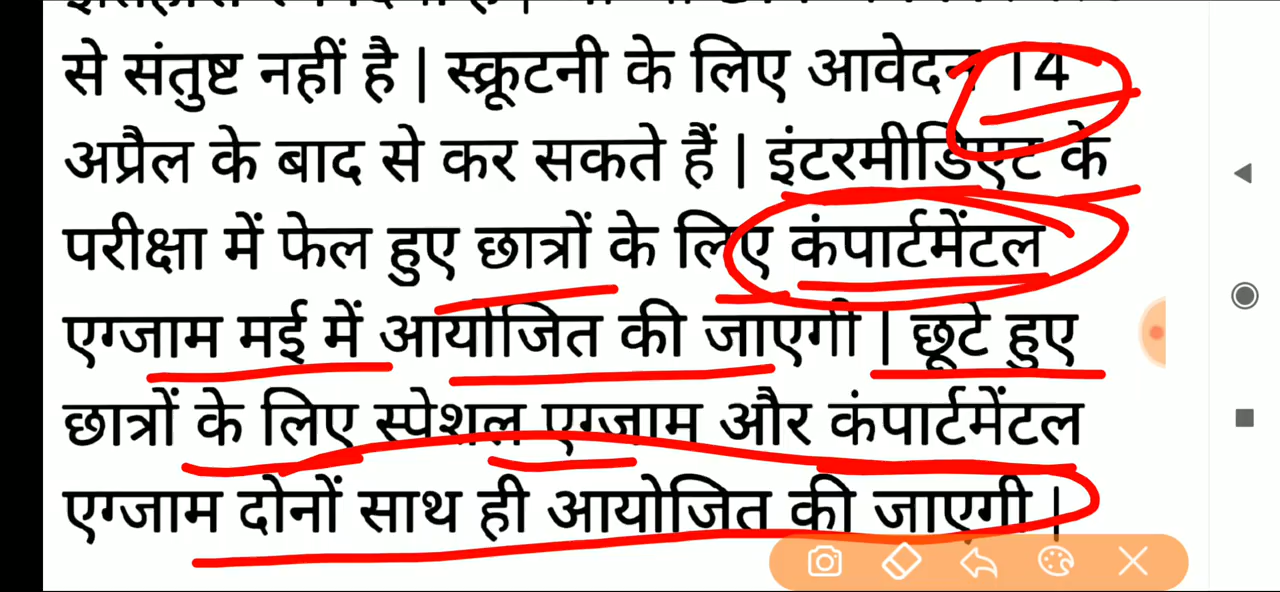 से संतुष्ट नहीं है | स्क्रूटनी के लिए आवेदन 14
अप्रैल के बाद से कर सकते हैं | इंटरमीडिएट के
परीक्षा में फेल हुए छात्रों के लिए कंपार्टमेंटल
एग्जाम मई में आयोजित की जाएगी | छूटे हुए
छात्रों के लिए स्पेशल एग्जाम और कंपार्टमेंटल
एग्जाम दोनों साथ ही आयोजित की जाएगी |